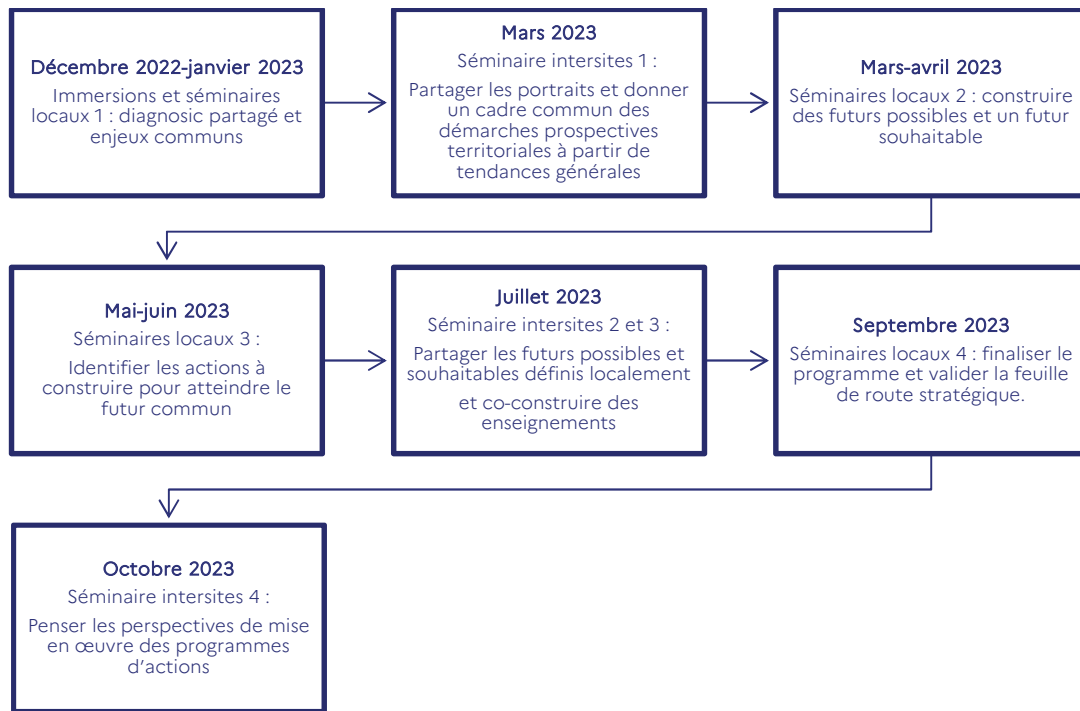 Décembre 2022-janvier 2023
Immersions et séminaires
locaux 1 : diagnosic partagé et
enjeux communs
Mars 2023
Séminaire intersites 1 :
Partager les portraits et donner
un cadre commun des
démarches prospectives
territoriales à partir de
tendances générales
Mars-avril 2023
Séminaires locaux 2 : construire
des futurs possibles et un futur
souhaitable
Mai-juin 2023
Séminaires locaux 3 :
Identifier les actions à
construire pour atteindre le
futur commun
Juillet 2023
Séminaire intersites 2 et 3 :
Partager les futurs possibles et
souhaitables définis localement
et co-construire des
enseignements
Septembre 2023
Séminaires locaux 4 : finaliser le
programme et valider la feuille
de route stratégique.
Octobre 2023
Séminaire intersites 4 :
Penser les perspectives de mise
en œuvre des programmes
d'actions